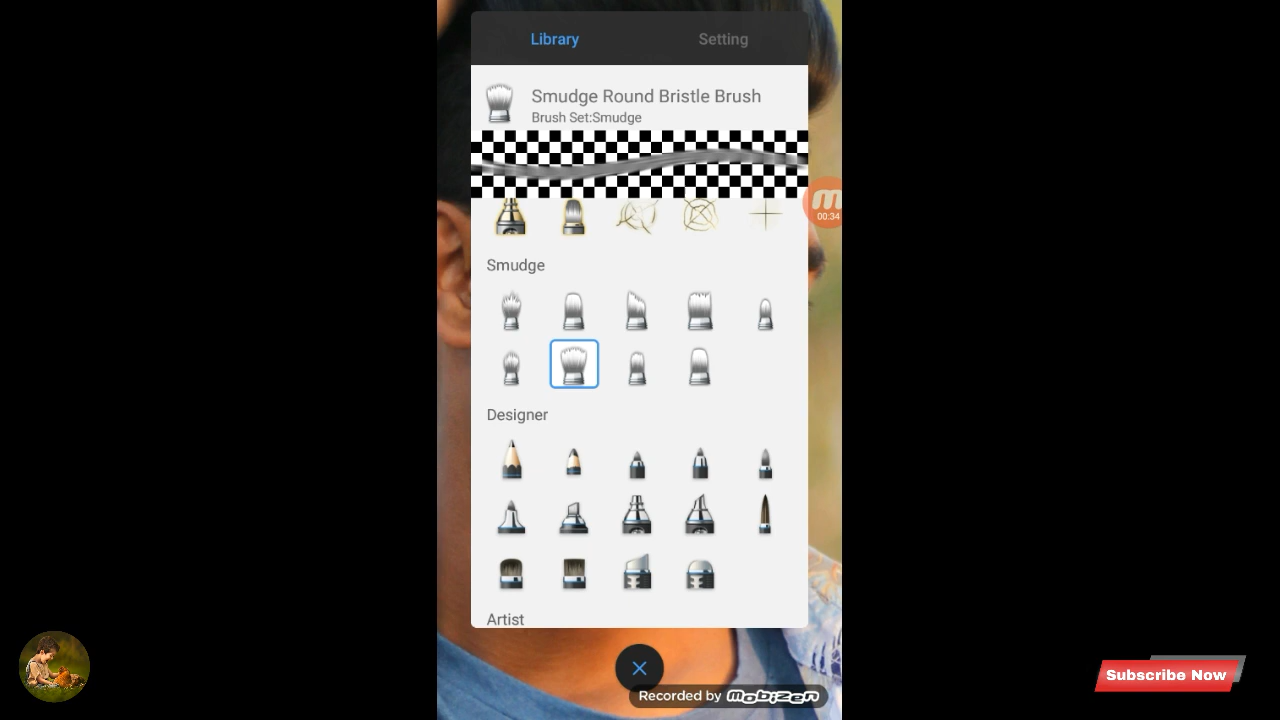 Library
Setting
Smudge Round Bristle Brush
Brush Set:Smudge
00:34
Smudge
Designer
Artist
Recorded by mobizen
Subscribe Now